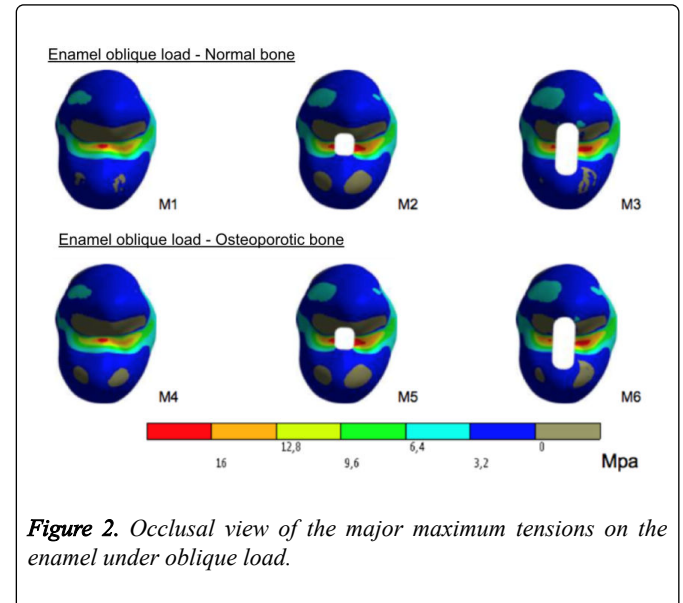 Enamel oblique load - Normal bone
M1 M2 M3
Enamel oblique load - Osteoporotic bone
M4 M5 M6
12,8 6,4 0
16 9,6 3,2 Mpa
Figure 2. Occlusal view of the major maximum tensions on the
enamel under oblique load.